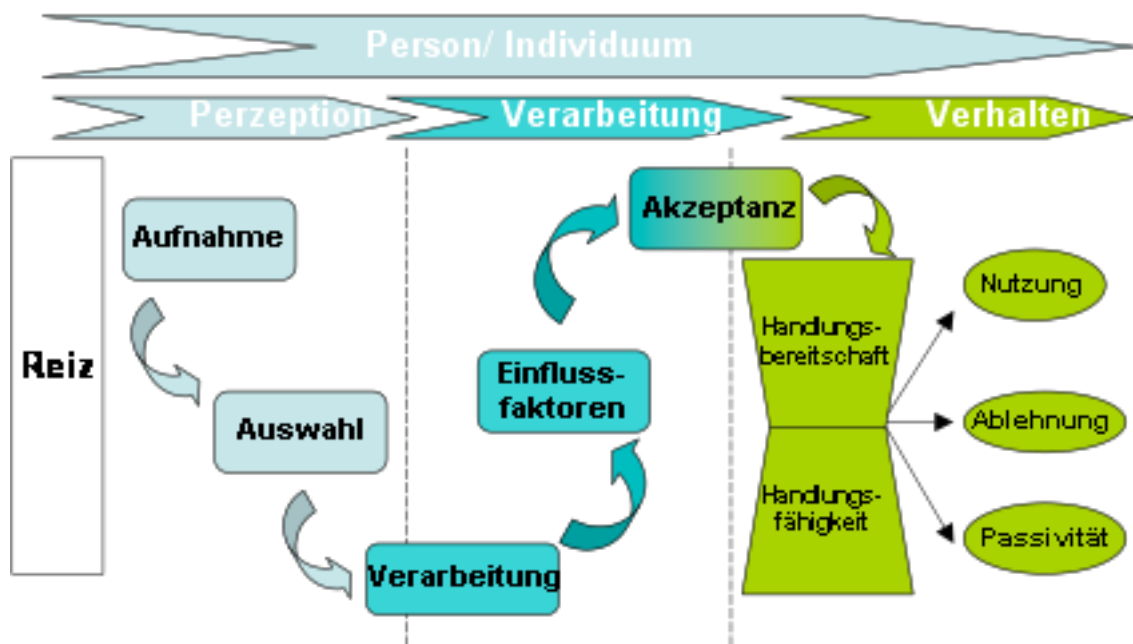 Person/ Individuum
Perzeption
Verarbeitung
Verhalten
Reiz
Aufnahme
Auswahl
Verarbeitung
Einfluss-
faktoren
Akzeptanz
Handlungs-
bereitschaft
Handlungs-
fähigkeit
Nutzung
Ablehnung
Passivität